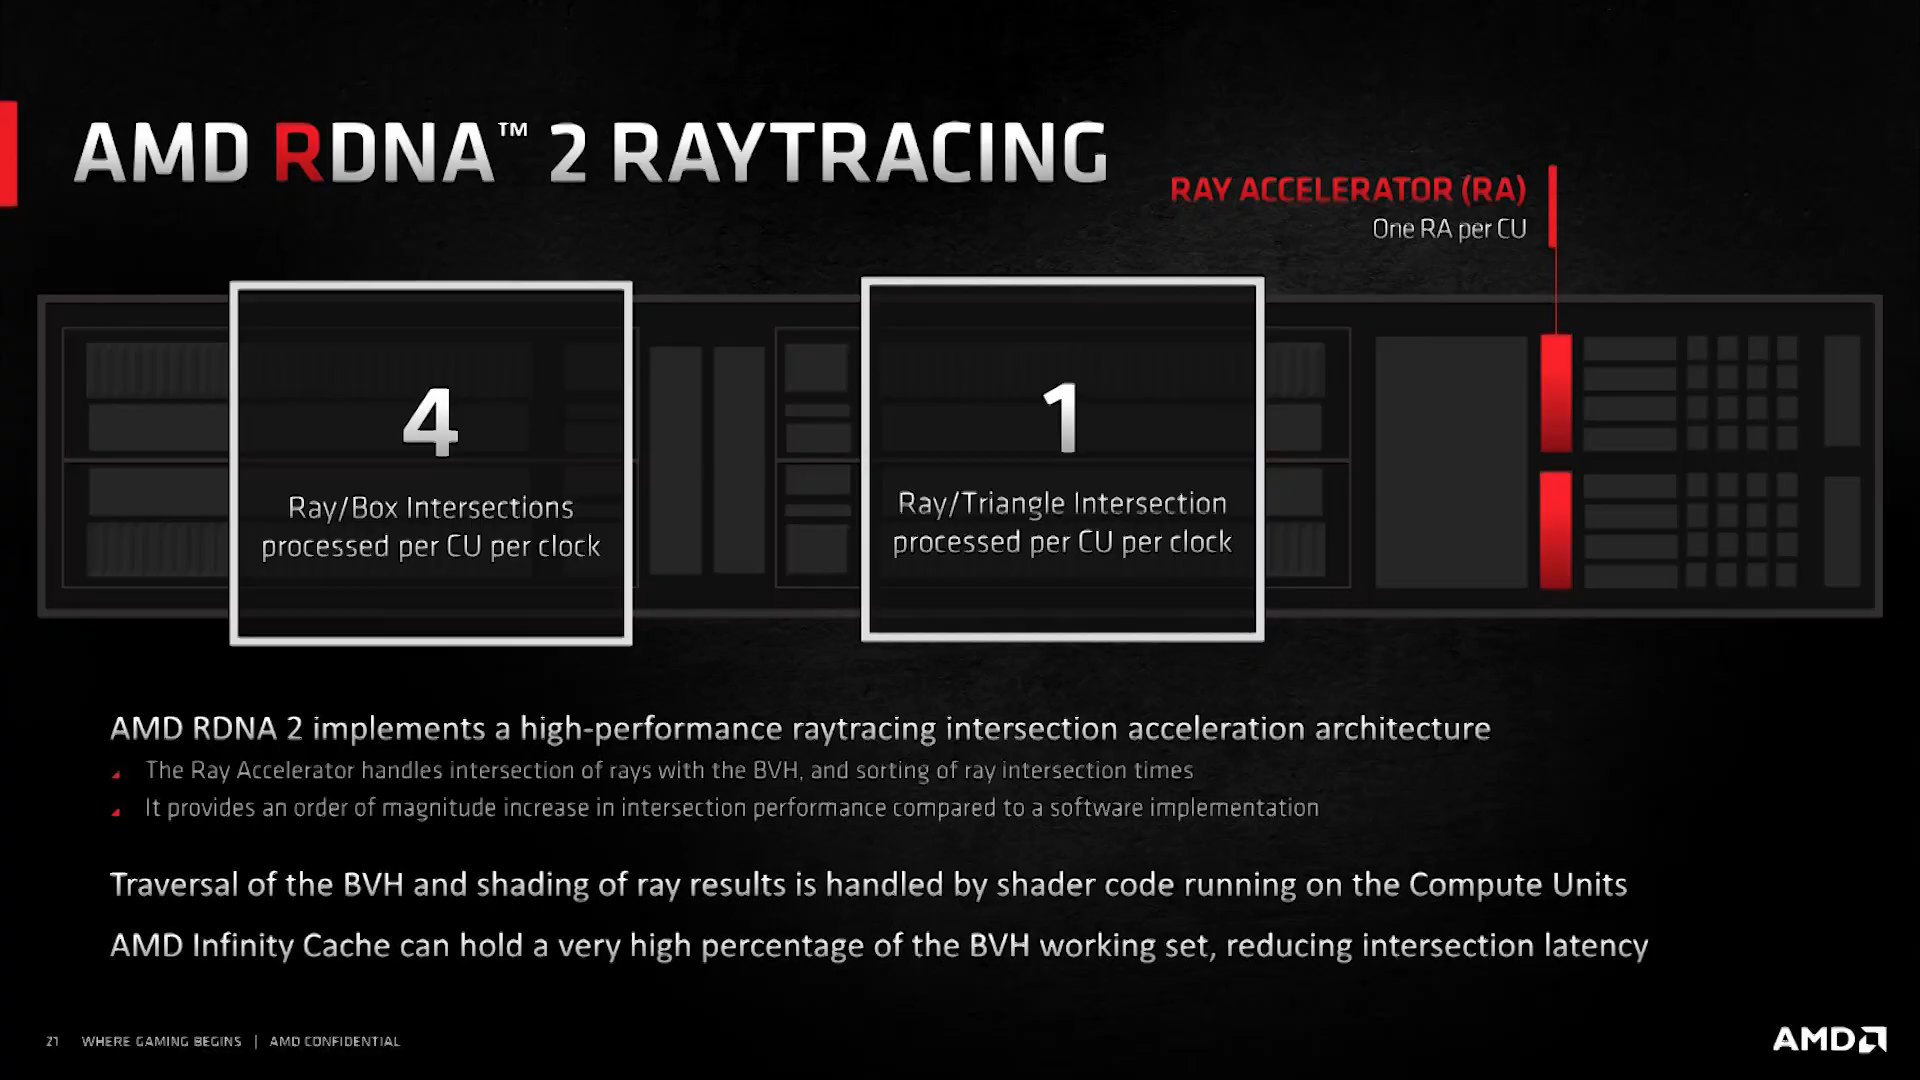 AMD RDNA™ 2 RAYTRACING
RAY ACCELERATOR (RA)
One RA per CU
4
Ray/Box Intersections
processed per CU per clock
1
Ray/Triangle Intersection
processed per CU per clock
AMD RDNA 2 implements a high-performance raytracing intersection acceleration architecture
The Ray Accelerator handles intersection of rays with the BVH, and sorting of ray intersection times
It provides an order of magnitude increase in intersection performance compared to a software implementation
Traversal of the BVH and shading of ray results is handled by shader code running on the Compute Units
AMD Infinity Cache can hold a very high percentage of the BVH working set, reducing intersection latency
21 WHERE GAMING BEGINS | AMD CONFIDENTIAL
AMD